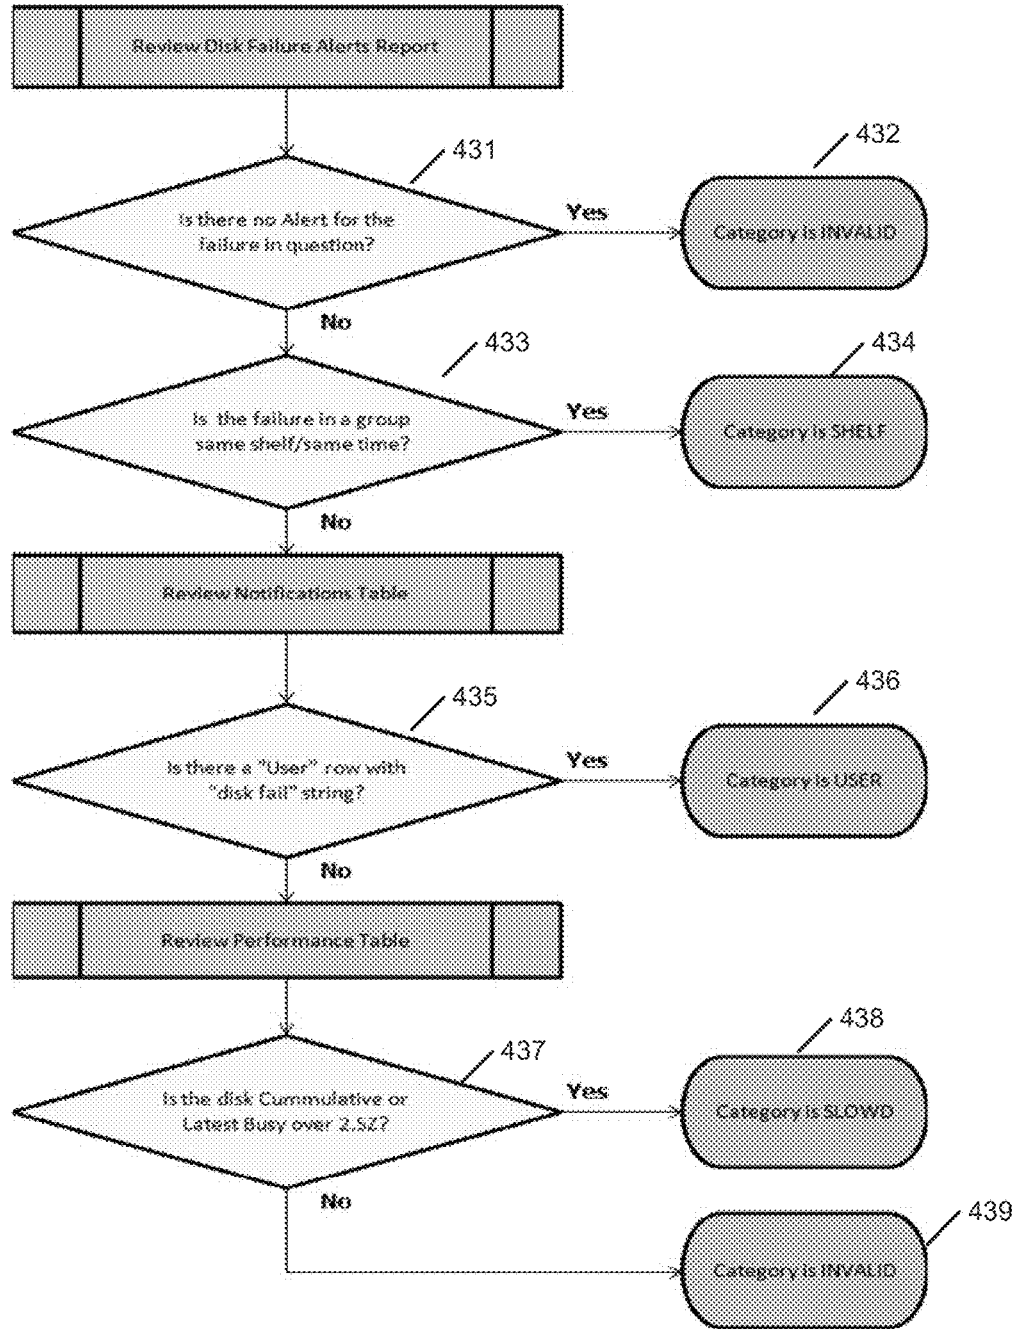 Review Disk Failure Alerts Report
431
432
Is there no Alert for the
failure in question?
Yes
Category is INVALID
No
433
434
Is the failure in a group
same shelf/same time?
Yes
Category is SHELF
No
Review Notifications Table
435
436
Is there a "User" row with
"disk fail" string?
Yes
Category is USER
No
Review Performance Table
437
438
Is the disk Cummulative or
Latest Busy over 2.5Z?
Yes
Category is SLOWD
No
439
Category is INVALID